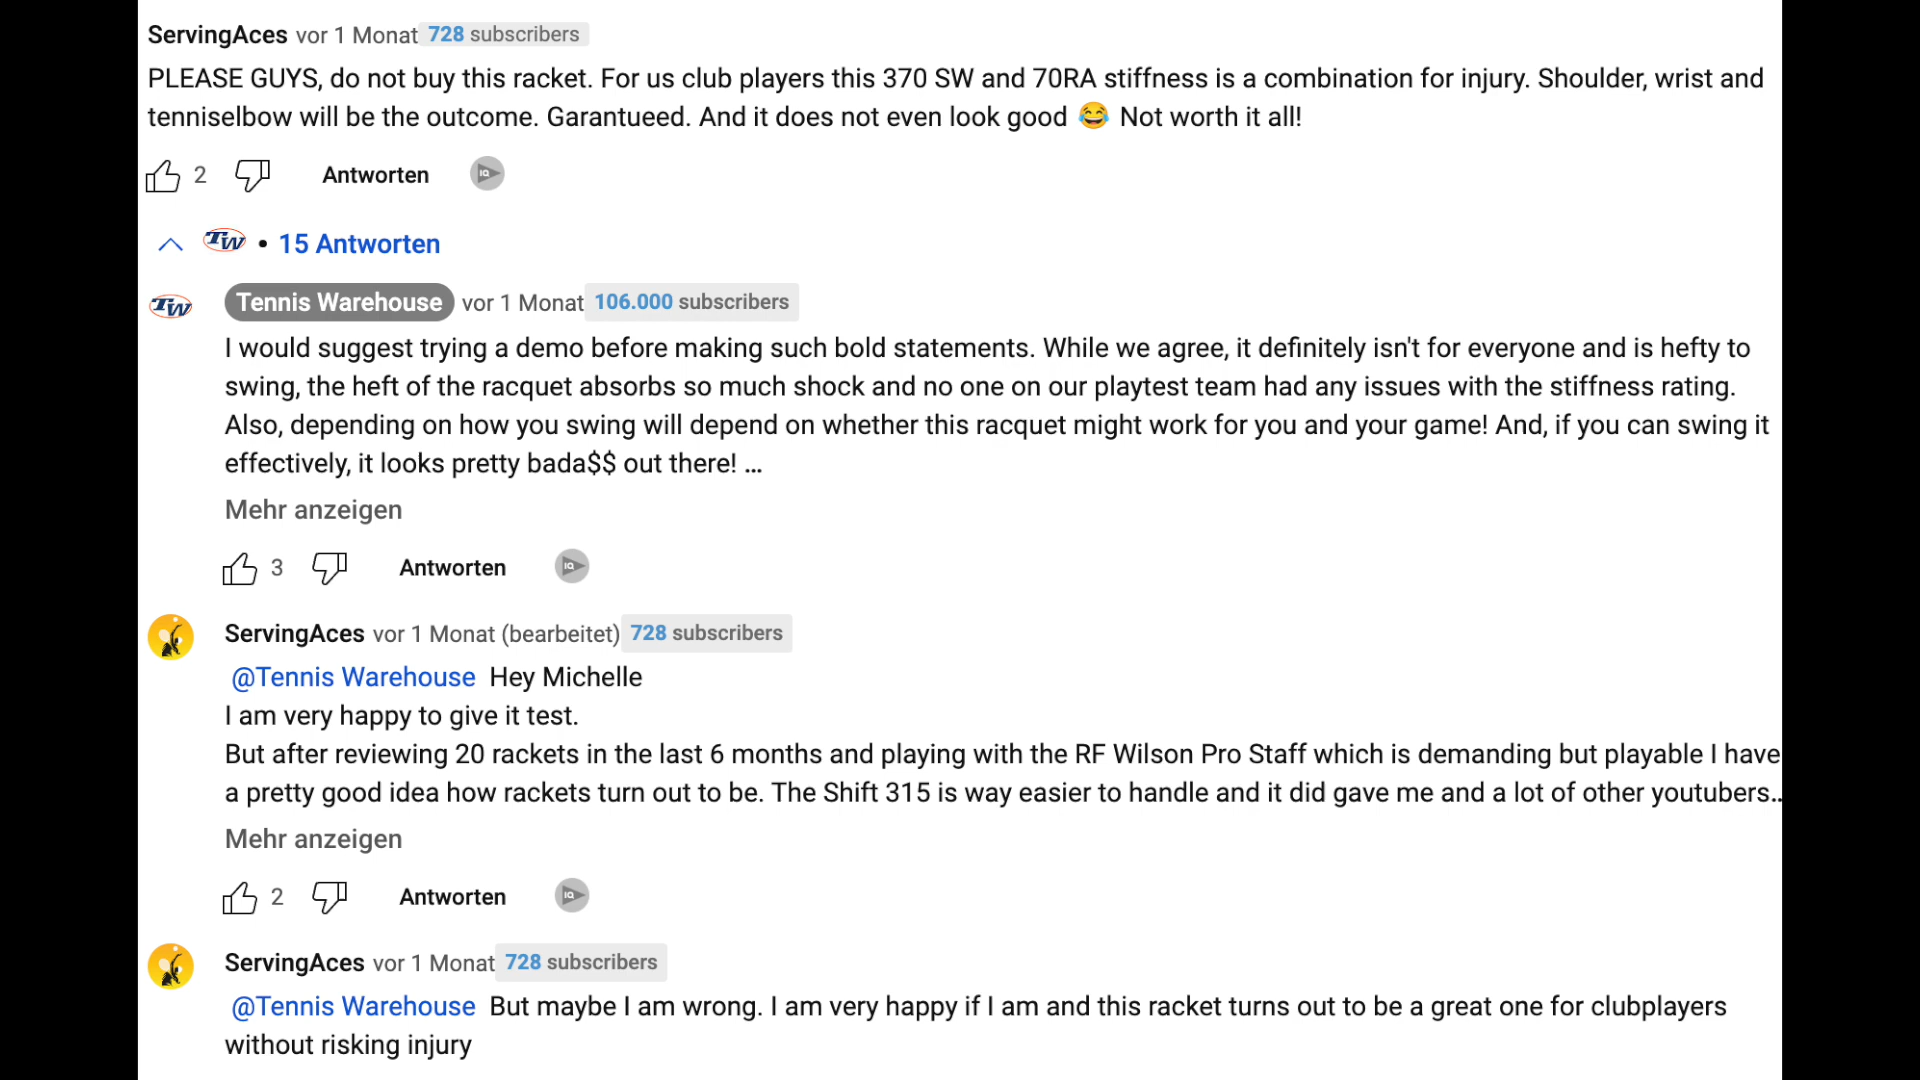 ServingAces vor 1 Monat 728 subscribers
PLEASE GUYS, do not buy this racket. For us club players this 370 SW and 70RA stiffness is a combination for injury. Shoulder, wrist and
tenniselbow will be the outcome. Garantueed. And it does not even look good 😂 Not worth it all!
2 Antworten IQ
TW • 15 Antworten
TW Tennis Warehouse vor 1 Monat 106.000 subscribers
I would suggest trying a demo before making such bold statements. While we agree, it definitely isn't for everyone and is hefty to
swing, the heft of the racquet absorbs so much shock and no one on our playtest team had any issues with the stiffness rating.
Also, depending on how you swing will depend on whether this racquet might work for you and your game! And, if you can swing it
effectively, it looks pretty bada$$ out there! ...
Mehr anzeigen
3 Antworten IQ
ServingAces vor 1 Monat (bearbeitet) 728 subscribers
@Tennis Warehouse Hey Michelle
I am very happy to give it test.
But after reviewing 20 rackets in the last 6 months and playing with the RF Wilson Pro Staff which is demanding but playable I have
a pretty good idea how rackets turn out to be. The Shift 315 is way easier to handle and it did gave me and a lot of other youtubers..
Mehr anzeigen
2 Antworten IQ
ServingAces vor 1 Monat 728 subscribers
@Tennis Warehouse But maybe I am wrong. I am very happy if I am and this racket turns out to be a great one for clubplayers
without risking injury